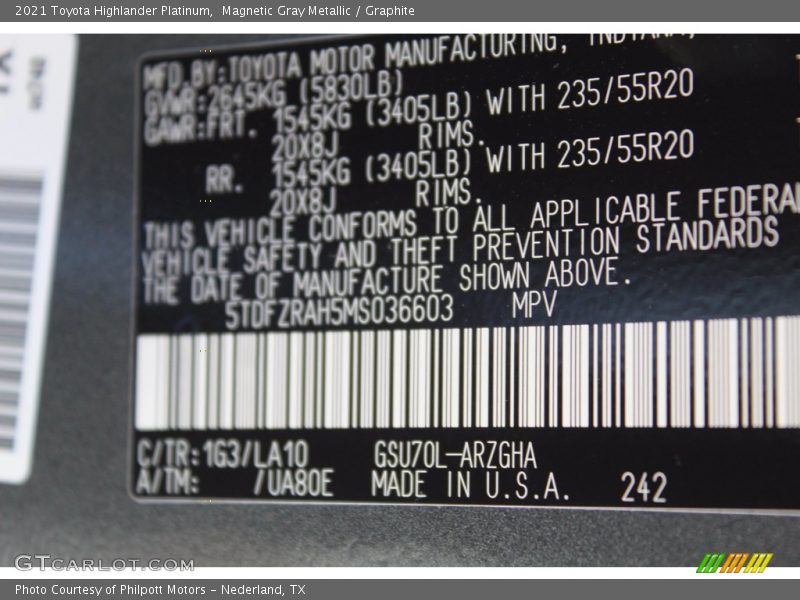 2021 Toyota Highlander Platinum,  Magnetic Gray Metallic / Graphite
MFD.BY:TOYOTA MOTOR MANUFACTURING, INDIANA,
GVWR:2645KG (5830LB)
GAWR:FRT. 1545KG (3405LB) WITH 235/55R20
20X8J RIMS.
RR. 1545KG (3405LB) WITH 235/55R20
20X8J RIMS.
THIS VEHICLE CONFORMS TO ALL APPLICABLE FEDERAL
VEHICLE SAFETY AND THEFT PREVENTION STANDARDS
THE DATE OF MANUFACTURE SHOWN ABOVE.
5TDFZRAH5MS036603 MPV
C/TR:1G3/LA10 GSU70L-ARZGHA
A/TM: /UA80E MADE IN U.S.A. 242
GTCARLOT.COM
Photo Courtesy of Philpott Motors - Nederland, TX